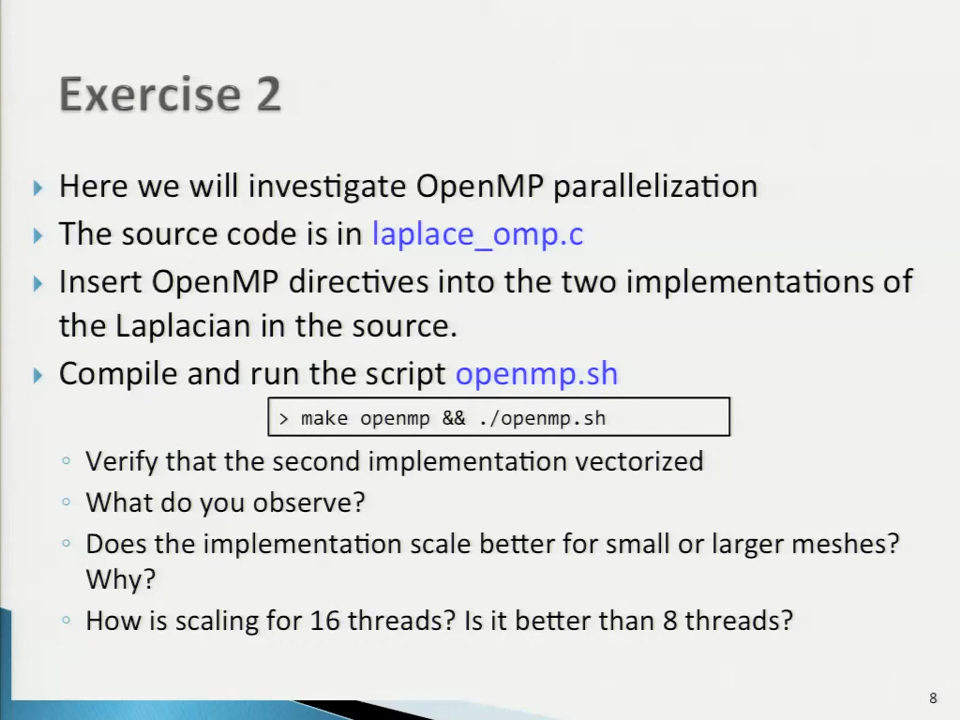 Exercise 2
Here we will investigate OpenMP parallelization
The source code is in laplace_omp.c
Insert OpenMP directives into the two implementations of
the Laplacian in the source.
Compile and run the script openmp.sh
> make openmp && ./openmp.sh
Verify that the second implementation vectorized
What do you observe?
Does the implementation scale better for small or larger meshes?
Why?
How is scaling for 16 threads? Is it better than 8 threads?
8